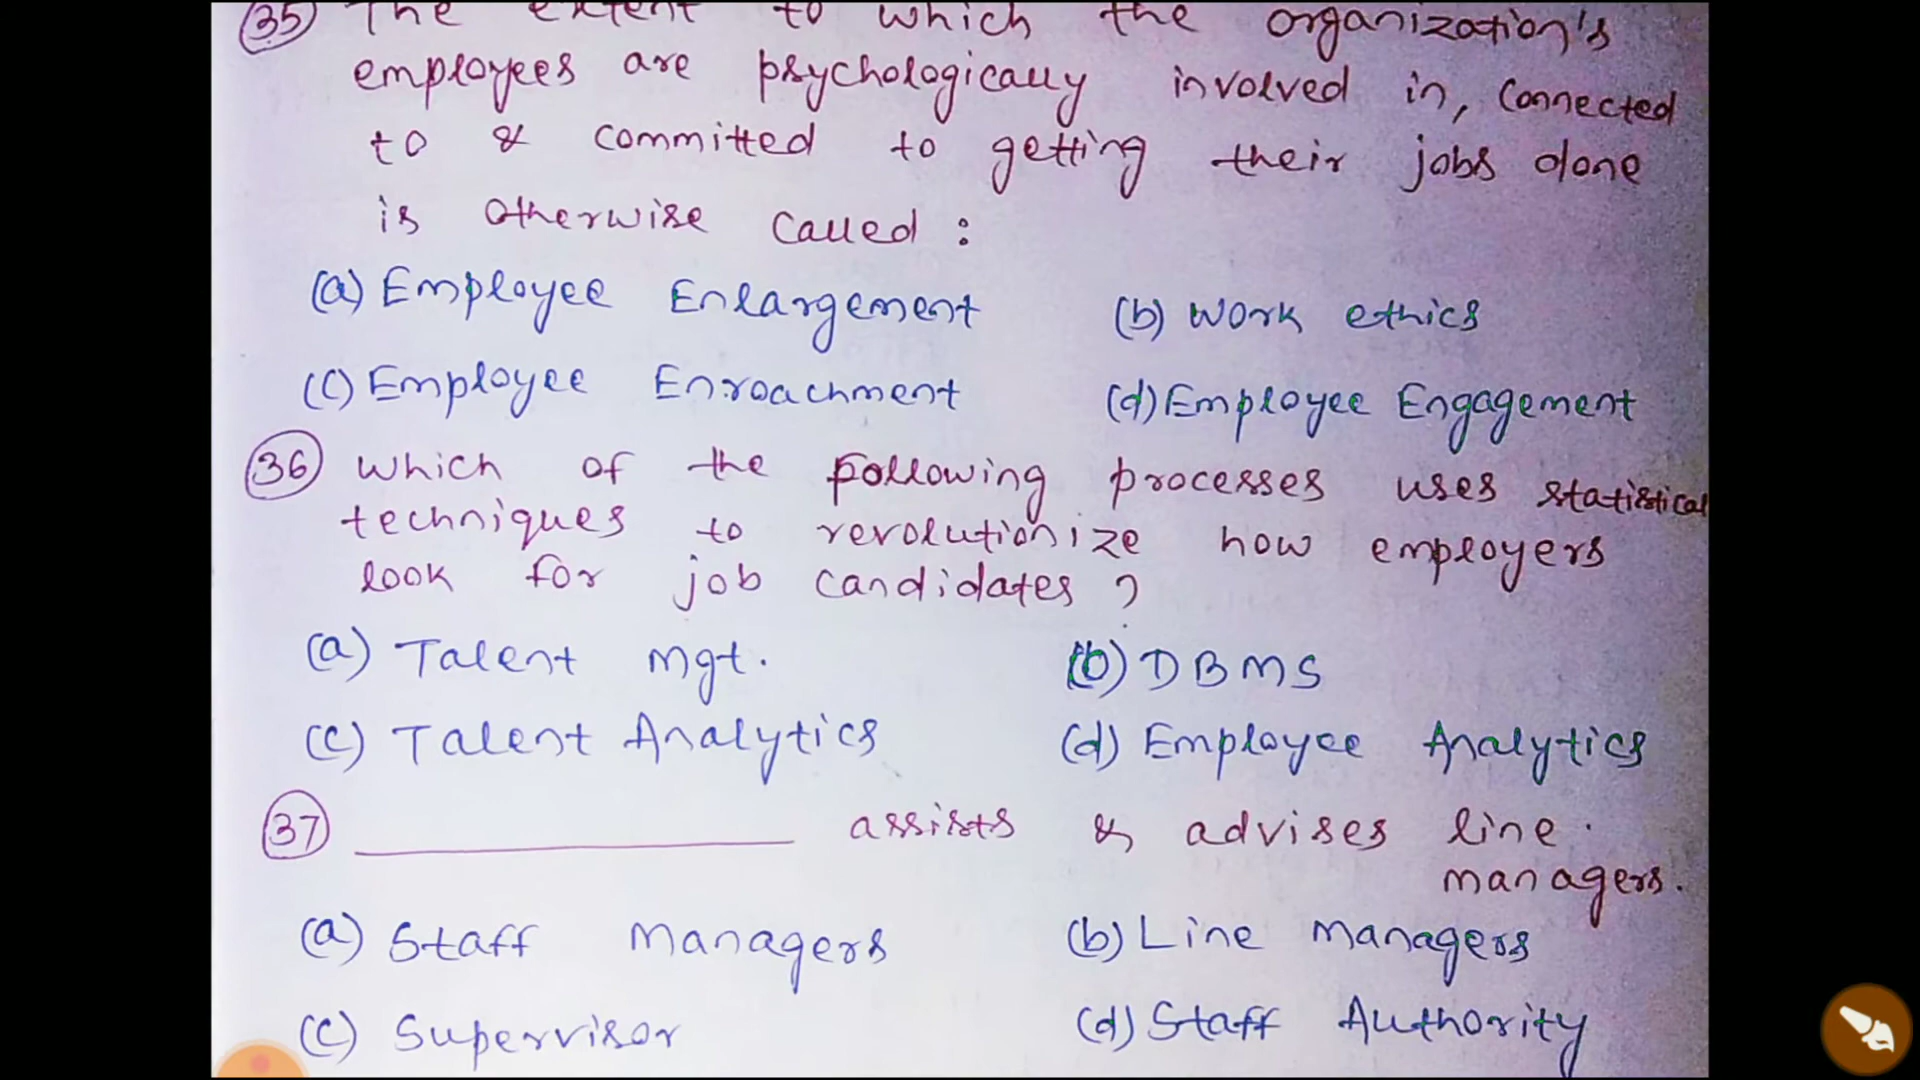 35 The extent to which the organization's
employees are psychologically involved in, connected
to & committed to getting their jobs done
is otherwise called :
(a) Employee Enlargement (b) Work ethics
(c) Employee Enroachment (d) Employee Engagement
36 Which of the following processes uses statistical
techniques to revolutionize how employers
look for job candidates ?
(a) Talent Mgt. (b) DBMS
(c) Talent Analytics (d) Employee Analytics
37 ____________ assists & advises line
managers.
(a) Staff Managers (b) Line Managers
(c) Supervisor (d) Staff Authority